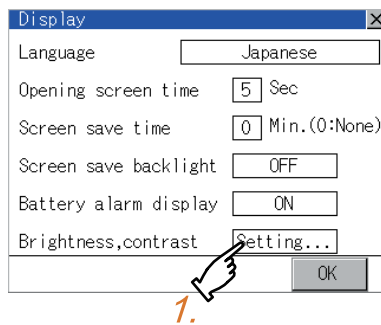 Display
Language Japanese
Opening screen time 5 Sec
Screen save time 0 Min.(0:None)
Screen save backlight OFF
Battery alarm display ON
Brightness,contrast Setting...
OK
1.